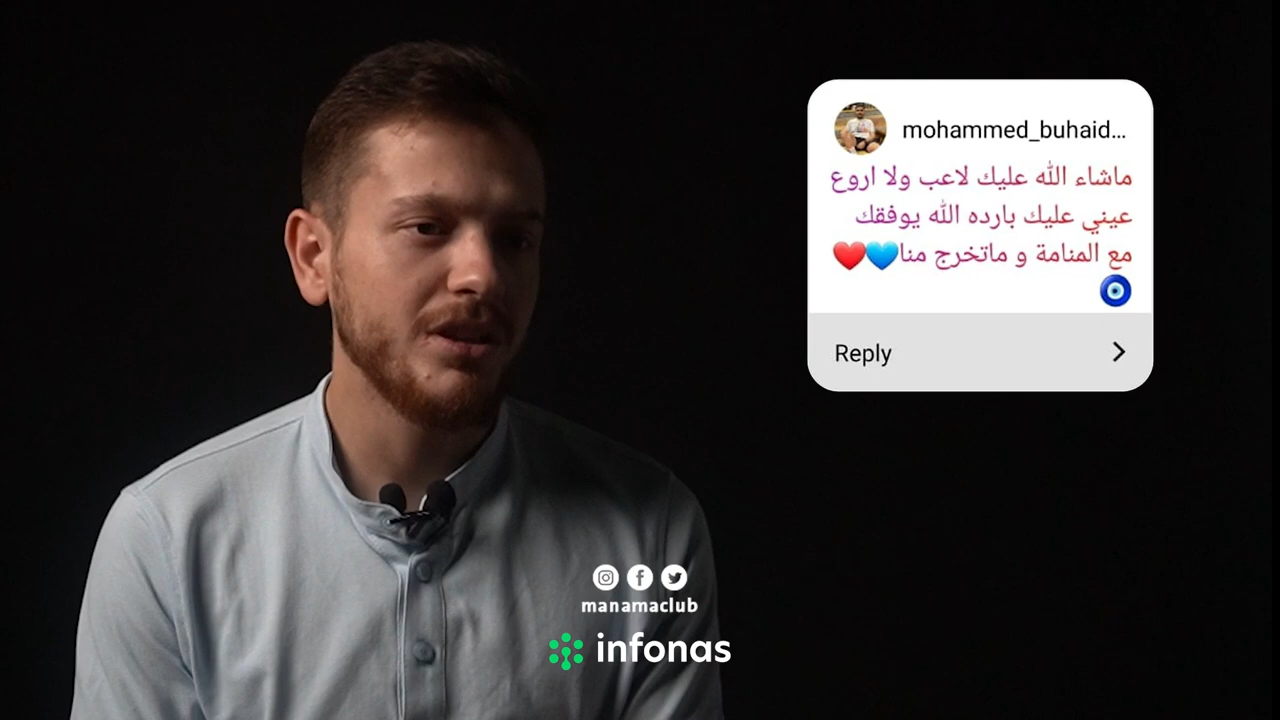 mohammed_buhaid...
ماشاء الله عليك لاعب ولا اروع
عيني عليك بارده الله يوفقك
مع المنامة و ماتخرج منا💙❤️
🧿
Reply
manamaclub
infonas